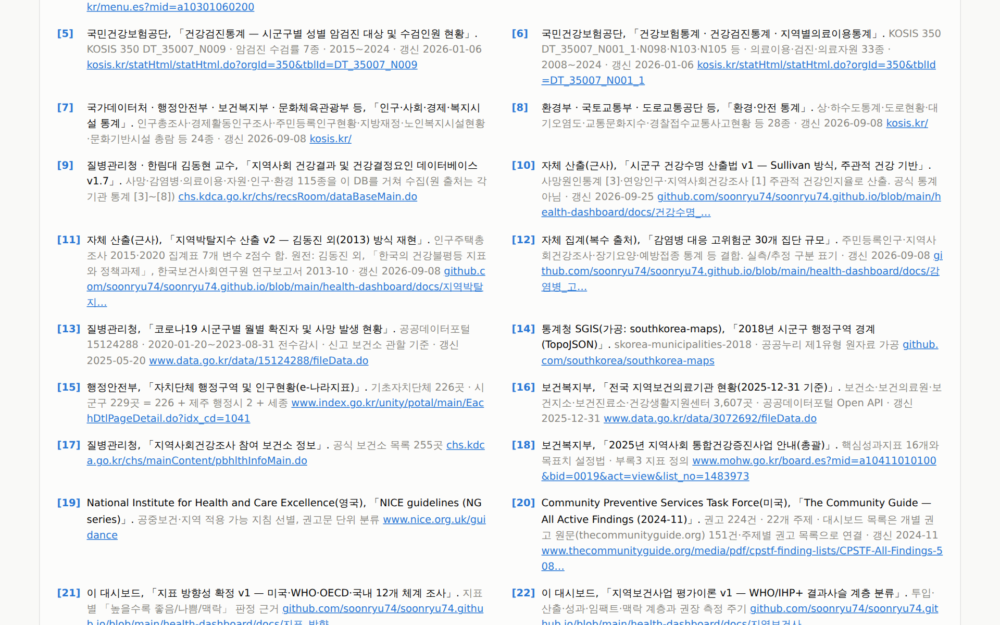 kr/menu.es?mid=a10301060200
[5] 국민건강보험공단, 「건강검진통계 — 시군구별 성별 암검진 대상 및 수검인원 현황」.
KOSIS 350 DT_35007_N009 · 암검진 수검률 7종 · 2015~2024 · 갱신 2026-01-06
kosis.kr/statHtml/statHtml.do?orgId=350&tblId=DT_35007_N009
[6] 국민건강보험공단, 「건강보험통계 · 건강검진통계 · 지역별의료이용통계」. KOSIS 350
DT_35007_N001_1·N098·N103·N105 등 · 의료이용·검진·의료자원 33종 ·
2008~2024 · 갱신 2026-01-06 kosis.kr/statHtml/statHtml.do?orgId=350&tblId
=DT_35007_N001_1
[7] 국가데이터처 · 행정안전부 · 보건복지부 · 문화체육관광부 등, 「인구·사회·경제·복지시
설 통계」. 인구총조사·경제활동인구조사·주민등록인구현황·지방재정·노인복지시설현황
·문화기반시설 총람 등 24종 · 갱신 2026-09-08 kosis.kr/
[8] 환경부 · 국토교통부 · 도로교통공단 등, 「환경·안전 통계」. 상·하수도통계·도로현황·대
기오염도·교통문화지수·경찰접수교통사고현황 등 28종 · 갱신 2026-09-08 kosis.kr/
[9] 질병관리청 · 한림대 김동현 교수, 「지역사회 건강결과 및 건강결정요인 데이터베이스
v1.7」. 사망·감염병·의료이용·자원·인구·환경 115종을 이 DB를 거쳐 수집(원 출처는 각
기관 통계 [3]~[8]) chs.kdca.go.kr/chs/recsRoom/dataBaseMain.do
[10] 자체 산출(근사), 「시군구 건강수명 산출법 v1 — Sullivan 방식, 주관적 건강 기반」.
사망원인통계 [3]·연앙인구·지역사회건강조사 [1] 주관적 건강인지율로 산출. 공식 통계
아님 · 갱신 2026-09-25 github.com/soonryu74/soonryu74.github.io/blob/main/h
ealth-dashboard/docs/건강수명_…
[11] 자체 산출(근사), 「지역박탈지수 산출 v2 — 김동진 외(2013) 방식 재현」. 인구주택총
조사 2015·2020 집계표 7개 변수 z점수 합. 원전: 김동진 외, 「한국의 건강불평등 지표
와 정책과제」, 한국보건사회연구원 연구보고서 2013-10 · 갱신 2026-09-08 github.c
om/soonryu74/soonryu74.github.io/blob/main/health-dashboard/docs/지역박탈
지…
[12] 자체 집계(복수 출처), 「감염병 대응 고위험군 30개 집단 규모」. 주민등록인구·지역사
회건강조사·장기요양·예방접종 통계 등 결합. 실측/추정 구분 표기 · 갱신 2026-09-08 gi
thub.com/soonryu74/soonryu74.github.io/blob/main/health-dashboard/docs/감
염병_고…
[13] 질병관리청, 「코로나19 시군구별 월별 확진자 및 사망 발생 현황」. 공공데이터포털
15124288 · 2020-01-20~2023-08-31 전수감시 · 신고 보건소 관할 기준 · 갱신
2025-05-20 www.data.go.kr/data/15124288/fileData.do
[14] 통계청 SGIS(가공: southkorea-maps), 「2018년 시군구 행정구역 경계
(TopoJSON)」. skorea-municipalities-2018 · 공공누리 제1유형 원자료 가공 github.
com/southkorea/southkorea-maps
[15] 행정안전부, 「자치단체 행정구역 및 인구현황(e-나라지표)」. 기초자치단체 226곳 · 시
군구 229곳 = 226 + 제주 행정시 2 + 세종 www.index.go.kr/unity/potal/main/Eac
hDtlPageDetail.do?idx_cd=1041
[16] 보건복지부, 「전국 지역보건의료기관 현황(2025-12-31 기준)」. 보건소·보건의료원·보
건지소·보건진료소·건강생활지원센터 3,607곳 · 공공데이터포털 Open API · 갱신
2025-12-31 www.data.go.kr/data/3072692/fileData.do
[17] 질병관리청, 「지역사회건강조사 참여 보건소 정보」. 공식 보건소 목록 255곳 chs.kdc
a.go.kr/chs/mainContent/pbhlthInfoMain.do
[18] 보건복지부, 「2025년 지역사회 통합건강증진사업 안내(총괄)」. 핵심성과지표 16개와
목표치 설정법 · 부록3 지표 정의 www.mohw.go.kr/board.es?mid=a10411010100
&bid=0019&act=view&list_no=1483973
[19] National Institute for Health and Care Excellence(영국), 「NICE guidelines (NG
series)」. 공중보건·지역 적용 가능 지침 선별, 권고문 단위 분류 www.nice.org.uk/gui
dance
[20] Community Preventive Services Task Force(미국), 「The Community Guide —
All Active Findings (2024-11)」. 권고 224건 · 22개 주제 · 대시보드 목록은 개별 권
고 원문(thecommunityguide.org) 151건·주제별 권고 목록으로 연결 · 갱신 2024-11
www.thecommunityguide.org/media/pdf/cpstf-finding-lists/CPSTF-All-Findings-5
08…
[21] 이 대시보드, 「지표 방향성 확정 v1 — 미국·WHO·OECD·국내 12개 체계 조사」. 지표
별 「높을수록 좋음/나쁨/맥락」 판정 근거 github.com/soonryu74/soonryu74.githu
b.io/blob/main/health-dashboard/docs/지표_방향…
[22] 이 대시보드, 「지역보건사업 평가이론 v1 — WHO/IHP+ 결과사슬 계층 분류」. 투입·
산출·성과·임팩트·맥락 계층과 권장 측정 주기 github.com/soonryu74/soonryu74.git
hub.io/blob/main/health-dashboard/docs/지역보건사…